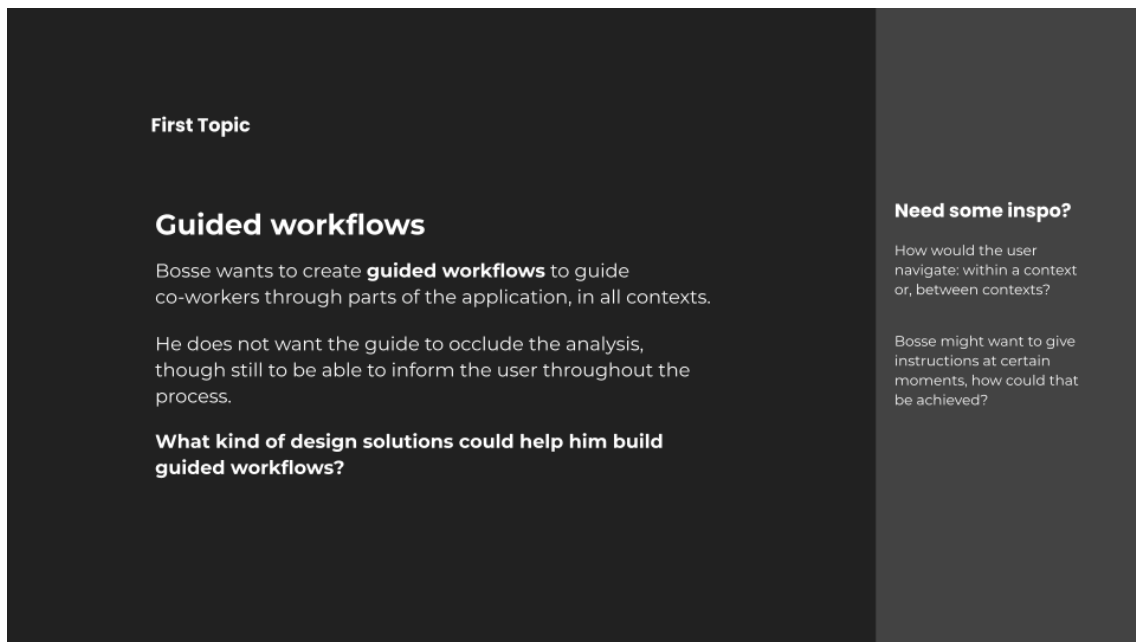 First Topic
Guided workflows
Bosse wants to create guided workflows to guide
co-workers through parts of the application, in all contexts.
He does not want the guide to occlude the analysis,
though still to be able to inform the user throughout the
process.
What kind of design solutions could help him build
guided workflows?
Need some inspo?
How would the user
navigate: within a context
or, between contexts?
Bosse might want to give
instructions at certain
moments, how could that
be achieved?